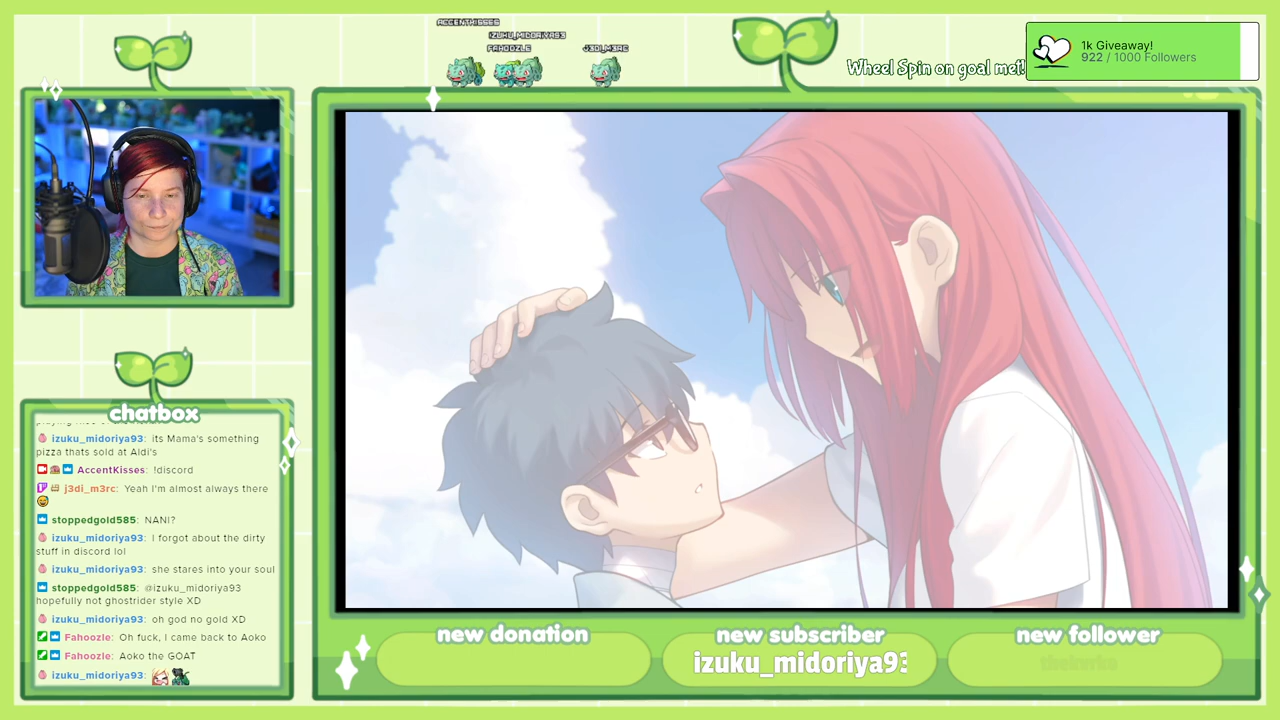 ACCENTKISSES
IZUKU_MIDORIYA93
FAHOOZLE
J3DI_M3RC
Wheel Spin on goal met!
1k Giveaway!
922 / 1000 Followers
chatbox
izuku_midoriya93: its Mama's something
pizza thats sold at Aldi's
AccentKisses: !discord
j3di_m3rc: Yeah I'm almost always there
stoppedgold585: NANI?
izuku_midoriya93: I forgot about the dirty
stuff in discord lol
izuku_midoriya93: she stares into your soul
stoppedgold585: @izuku_midoriya93
hopefully not ghostrider style XD
izuku_midoriya93: oh god no gold XD
Fahoozle: Oh fuck, I came back to Aoko
Fahoozle: Aoko the GOAT
izuku_midoriya93:
new donation
new subscriber
izuku_midoriya93
new follower